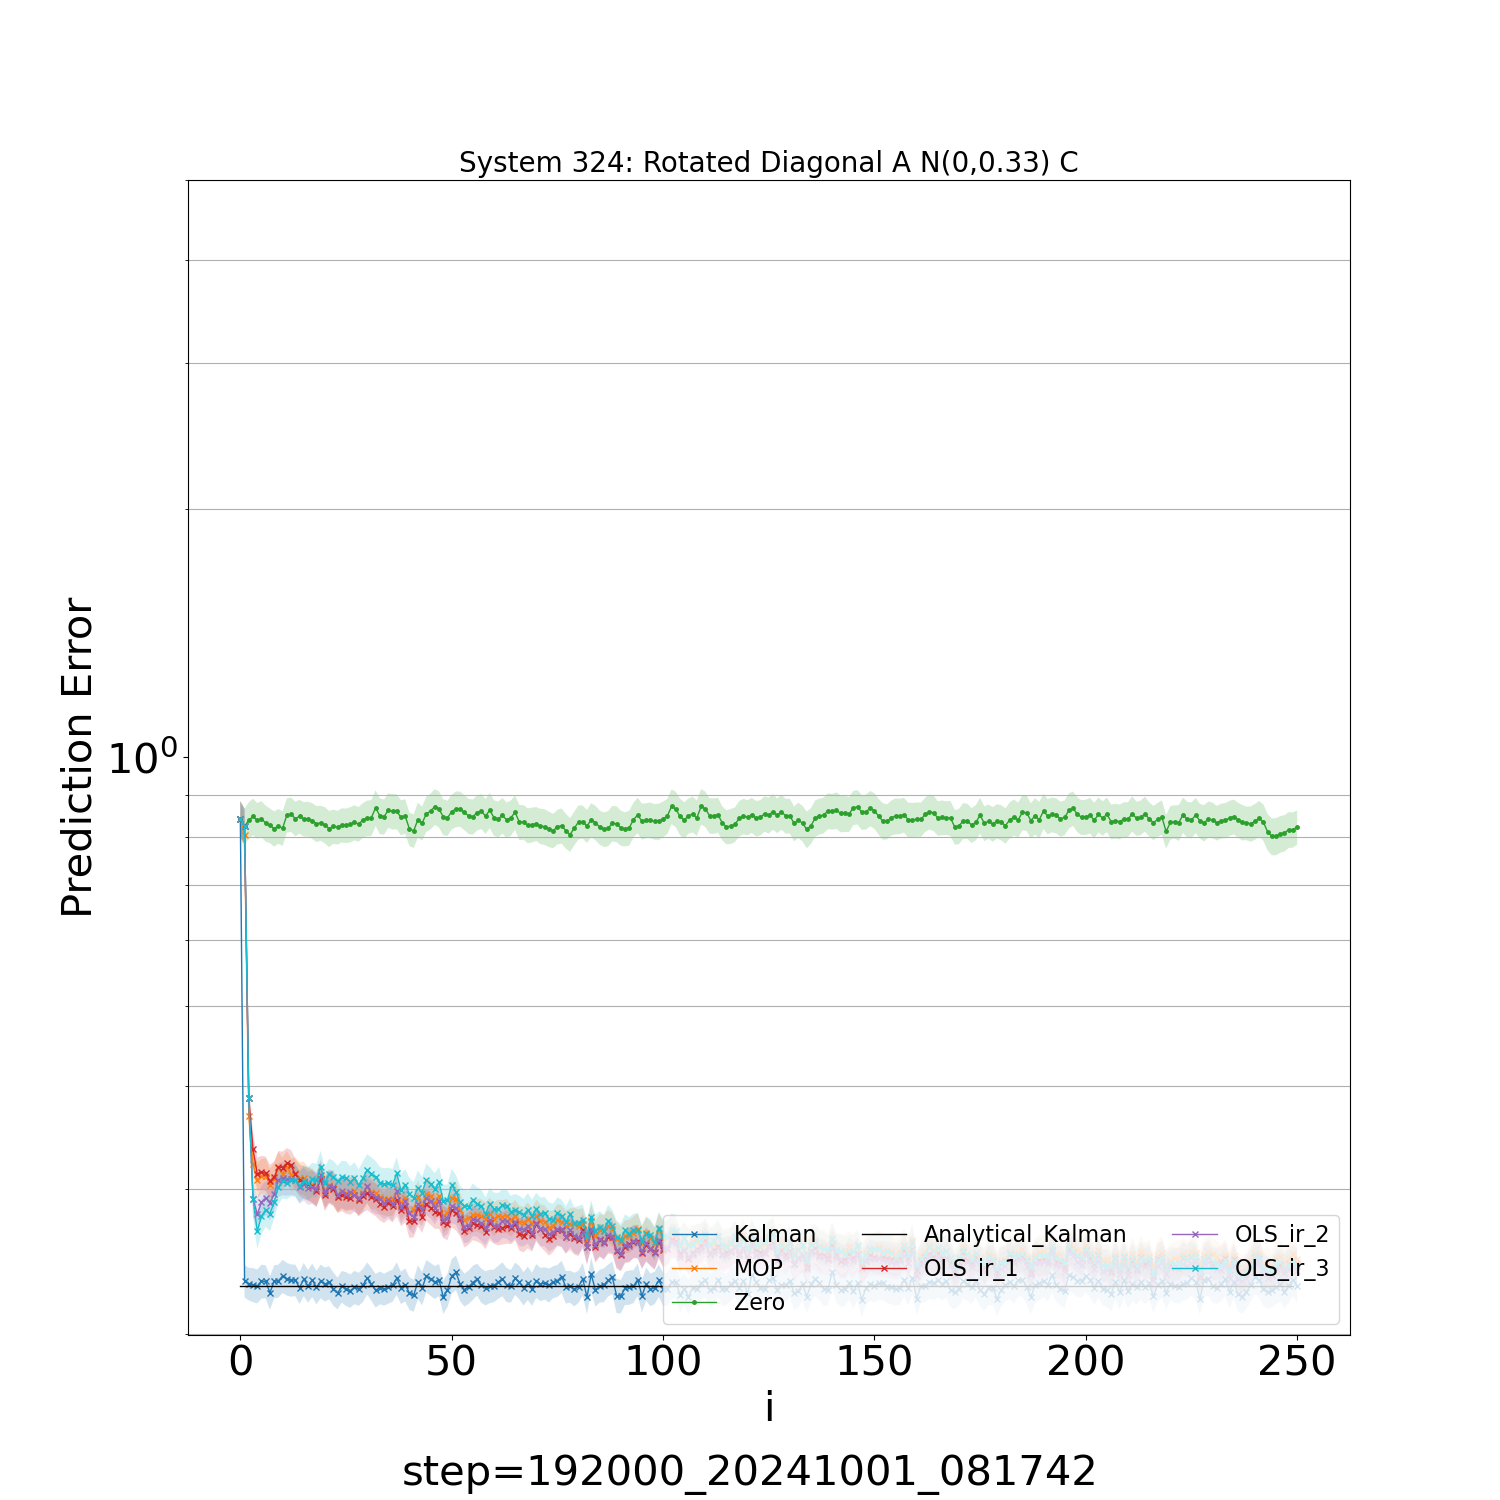 System 324: Rotated Diagonal A N(0,0.33) C
Prediction Error
10⁰
Kalman
MOP
Zero
Analytical_Kalman
OLS_ir_1
OLS_ir_2
OLS_ir_3
0 50 100 150 200 250
i
step=192000_20241001_081742